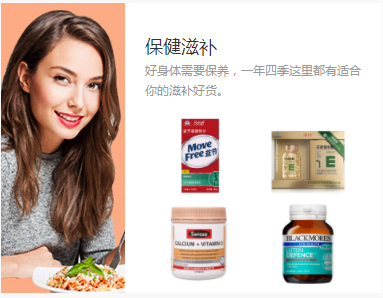 保健滋补
好身体需要保养，一年四季这里都有适合
你的滋补好货。
Move
Free 益节
E
Swisse
CALCIUM + VITAMIN D
BLACKMORES
LUTEIN
DEFENCE